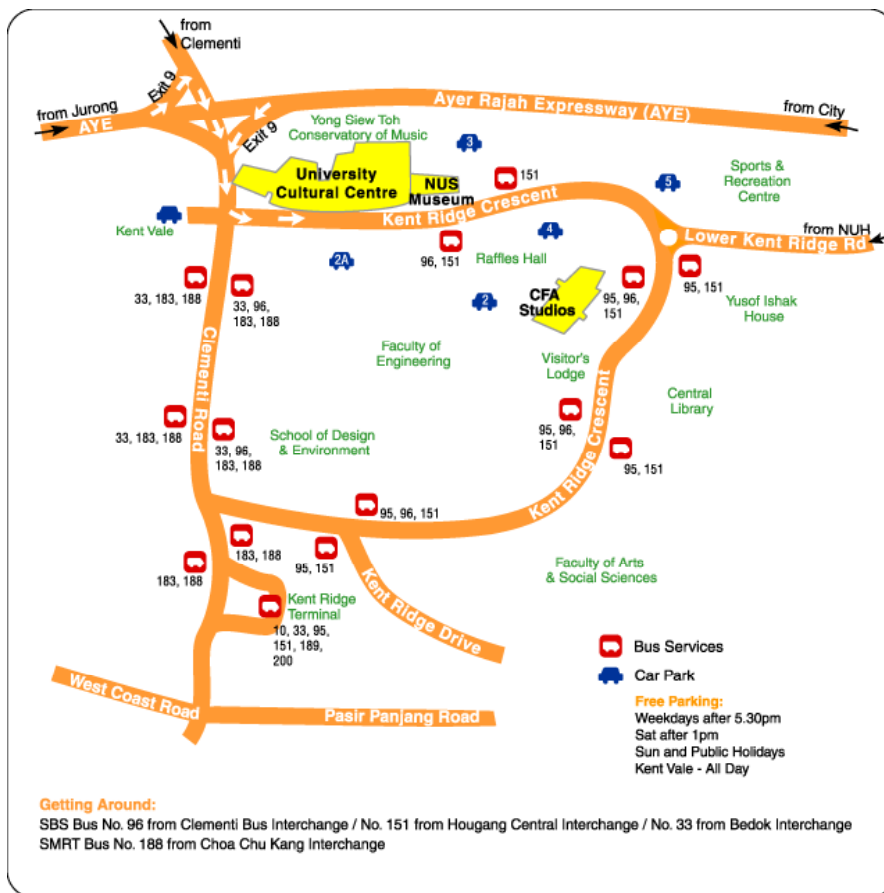 from
Clementi
Exit 9
from Jurong
AYE
Exit 9
Ayer Rajah Expressway (AYE)
from City
Yong Siew Toh
Conservatory of Music
3
University
Cultural Centre
NUS
Museum
151
5
Sports &
Recreation
Centre
Kent Ridge Crescent
Kent Vale
from NUH
Lower Kent Ridge Rd
4
96, 151
Raffles Hall
2A
33, 183, 188
33, 96,
183, 188
2
CFA
Studios
95, 96,
151
95, 151
Yusof Ishak
House
Clementi Road
Faculty of
Engineering
Visitor's
Lodge
Central
Library
33, 183, 188
33, 96,
183, 188
School of Design
& Environment
95, 96,
151
95, 151
Kent Ridge Crescent
95, 96, 151
183, 188
183, 188
95, 151
Kent Ridge Drive
Faculty of Arts
& Social Sciences
Kent Ridge
Terminal
10, 33, 95,
151, 189,
200
West Coast Road
Pasir Panjang Road
Bus Services
Car Park
Free Parking:
Weekdays after 5.30pm
Sat after 1pm
Sun and Public Holidays
Kent Vale - All Day
Getting Around:
SBS Bus No. 96 from Clementi Bus Interchange / No. 151 from Hougang Central Interchange / No. 33 from Bedok Interchange
SMRT Bus No. 188 from Choa Chu Kang Interchange